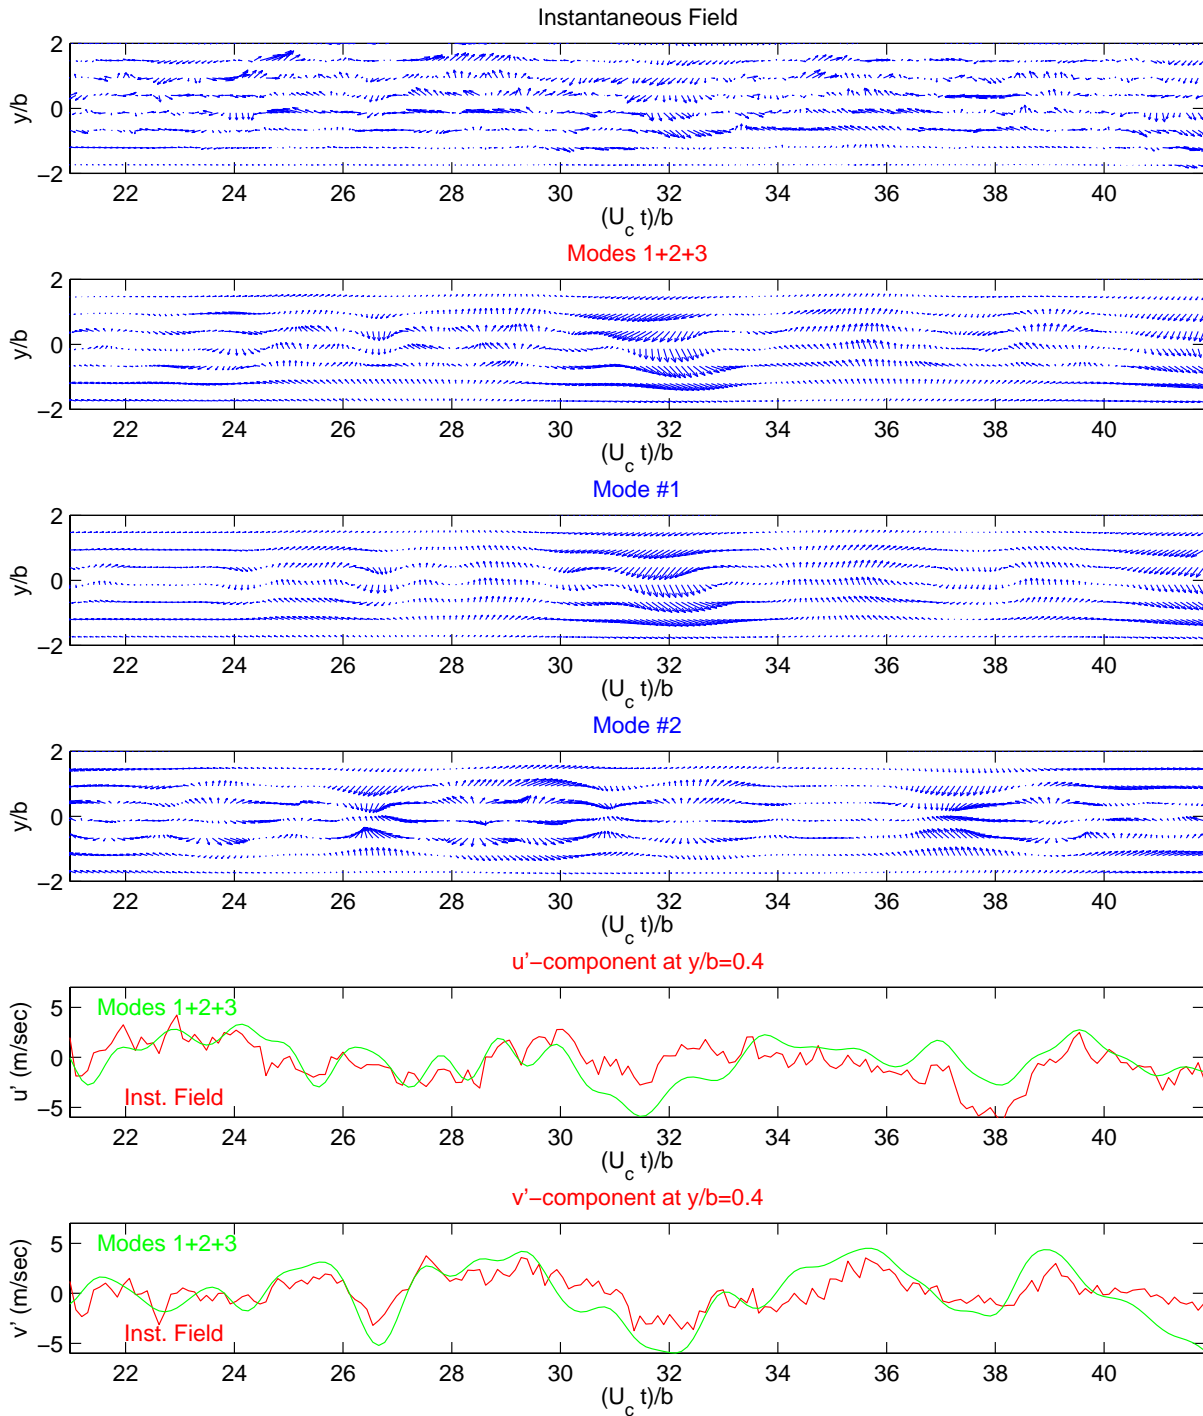 Instantaneous Field
2
0
−2
y/b
22 24 26 28 30 32 34 36 38 40
(U_c t)/b
Modes 1+2+3
2
0
−2
y/b
22 24 26 28 30 32 34 36 38 40
(U_c t)/b
Mode #1
2
0
−2
y/b
22 24 26 28 30 32 34 36 38 40
(U_c t)/b
Mode #2
2
0
−2
y/b
22 24 26 28 30 32 34 36 38 40
(U_c t)/b
u'−component at y/b=0.4
5
0
−5
u' (m/sec)
Modes 1+2+3
Inst. Field
22 24 26 28 30 32 34 36 38 40
(U_c t)/b
v'−component at y/b=0.4
5
0
−5
v' (m/sec)
Modes 1+2+3
Inst. Field
22 24 26 28 30 32 34 36 38 40
(U_c t)/b